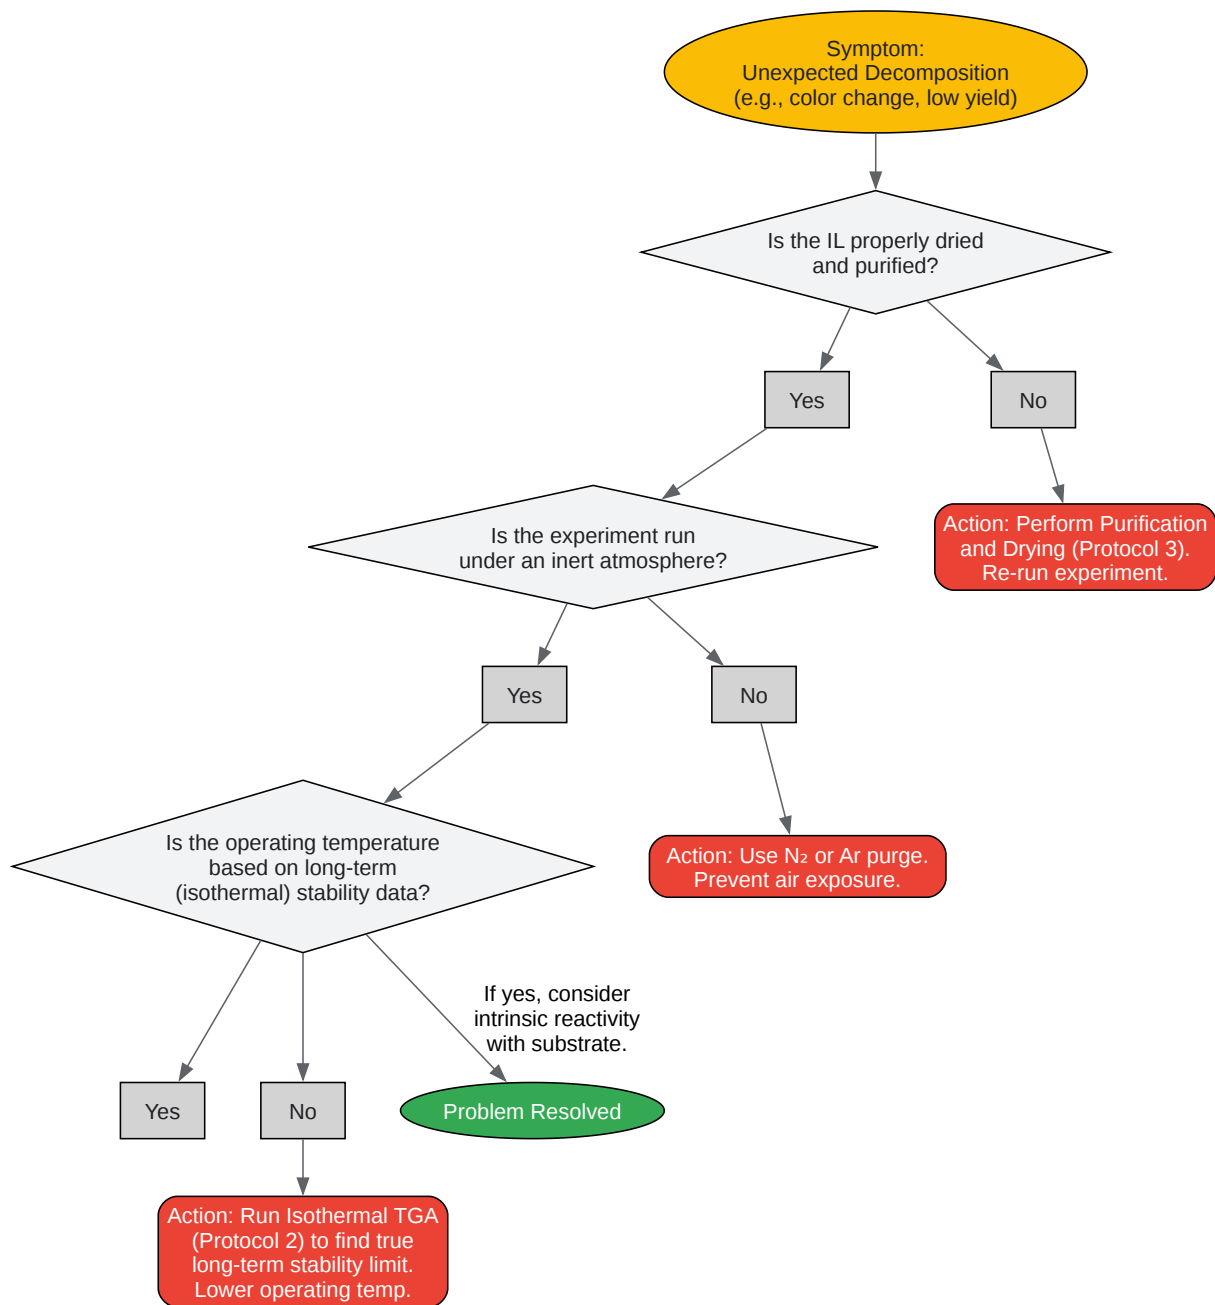 Symptom:
Unexpected Decomposition
(e.g., color change, low yield)
Is the IL properly dried
and purified?
Yes
No
Is the experiment run
under an inert atmosphere?
Action: Perform Purification
and Drying (Protocol 3).
Re-run experiment.
Yes
No
Is the operating temperature
based on long-term
(isothermal) stability data?
Action: Use N₂ or Ar purge.
Prevent air exposure.
If yes, consider
intrinsic reactivity
with substrate.
Yes
No
Problem Resolved
Action: Run Isothermal TGA
(Protocol 2) to find true
long-term stability limit.
Lower operating temp.